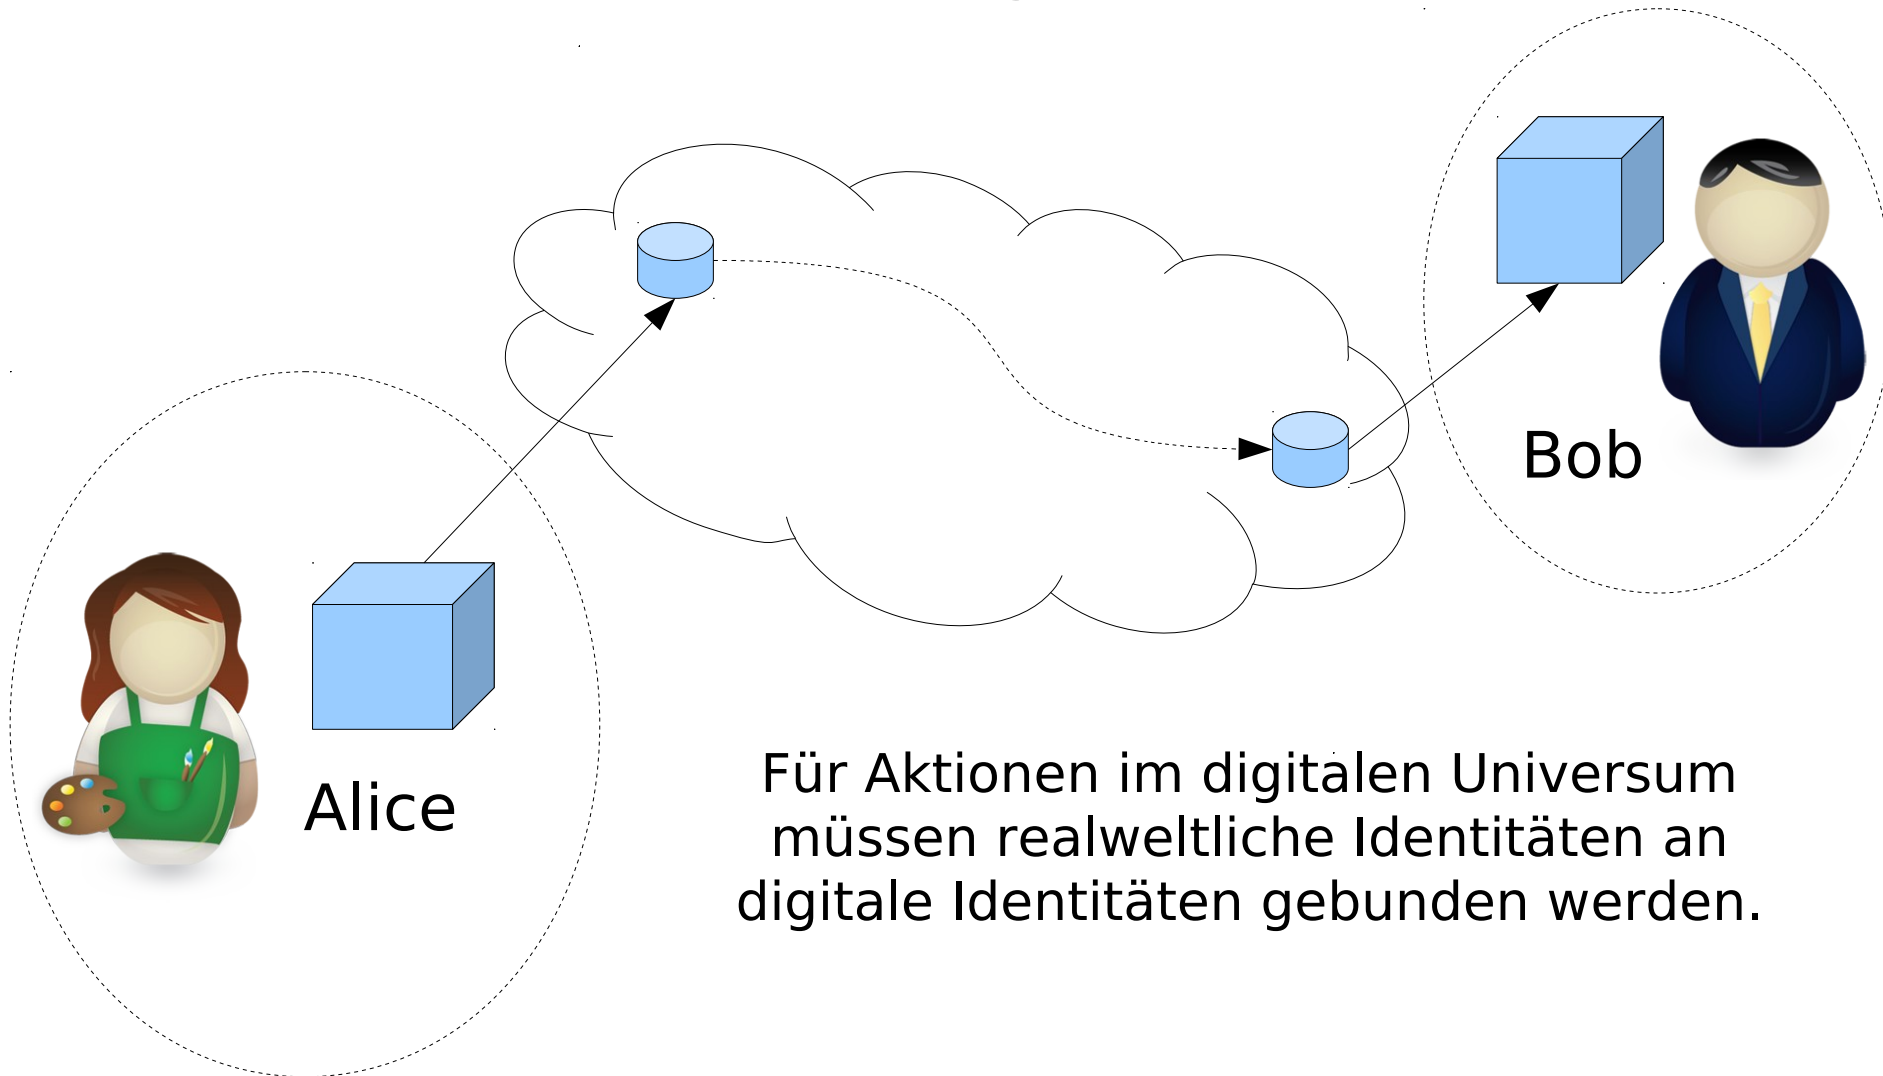 Bob
Alice
Für Aktionen im digitalen Universum
müssen realweltliche Identitäten an
digitale Identitäten gebunden werden.